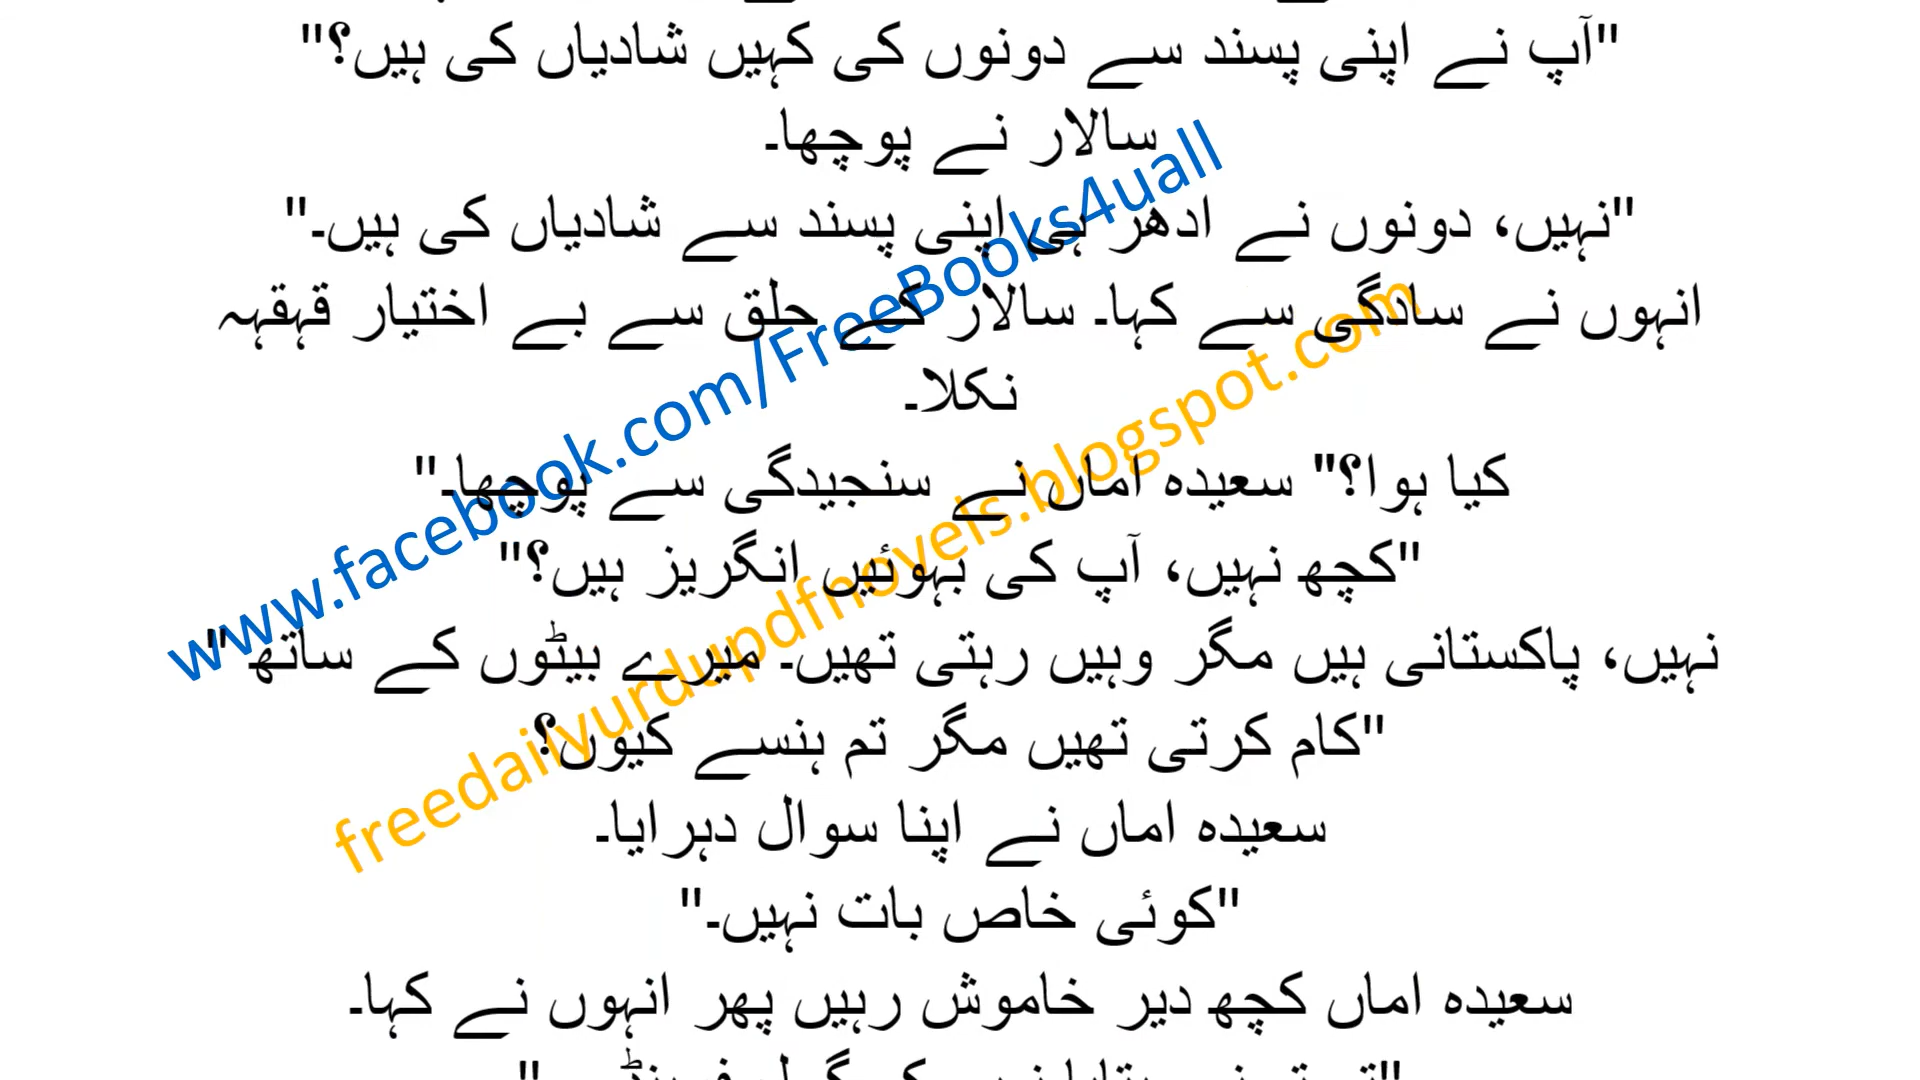 "آپ نے اپنی پسند سے دونوں کی کہیں شادیاں کی ہیں؟"
سالار نے پوچھا۔
"نہیں، دونوں نے ادھر ہی اپنی پسند سے شادیاں کی ہیں۔"
انہوں نے سادگی سے کہا۔ سالار کے حلق سے بے اختیار قہقہہ
نکلا۔
کیا ہوا؟" سعیدہ اماں نے سنجیدگی سے پوچھا۔"
"کچھ نہیں، آپ کی بہوئیں انگریز ہیں؟"
نہیں، پاکستانی ہیں مگر وہیں رہتی تھیں۔ میرے بیٹوں کے ساتھ"
"کام کرتی تھیں مگر تم ہنسے کیوں؟
سعیدہ اماں نے اپنا سوال دہرایا۔
"کوئی خاص بات نہیں۔"
سعیدہ اماں کچھ دیر خاموش رہیں پھر انہوں نے کہا۔
www.facebook.com/FreeBooks4uall
freedailyurdupdfnovels.blogspot.com